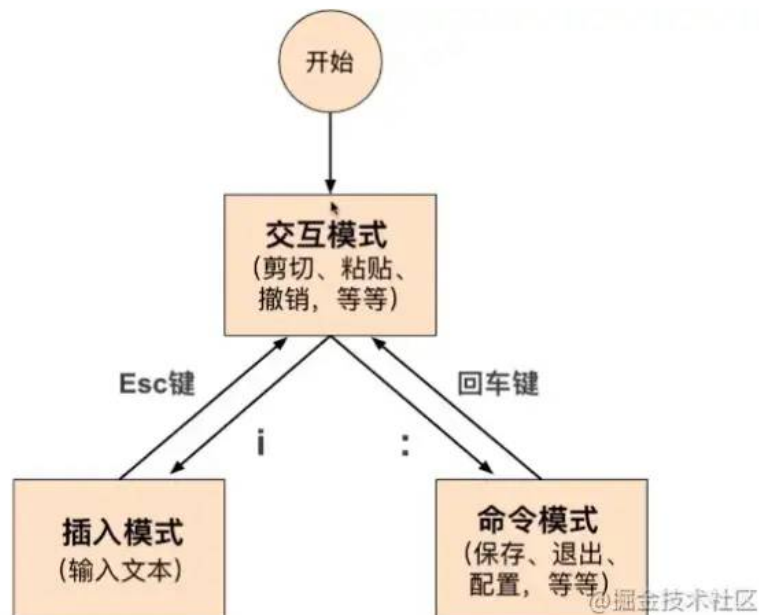 开始
交互模式
(剪切、粘贴、
撤销，等等)
Esc键
回车键
i
:
插入模式
(输入文本)
命令模式
(保存、退出、
配置，等等)
@掘金技术社区